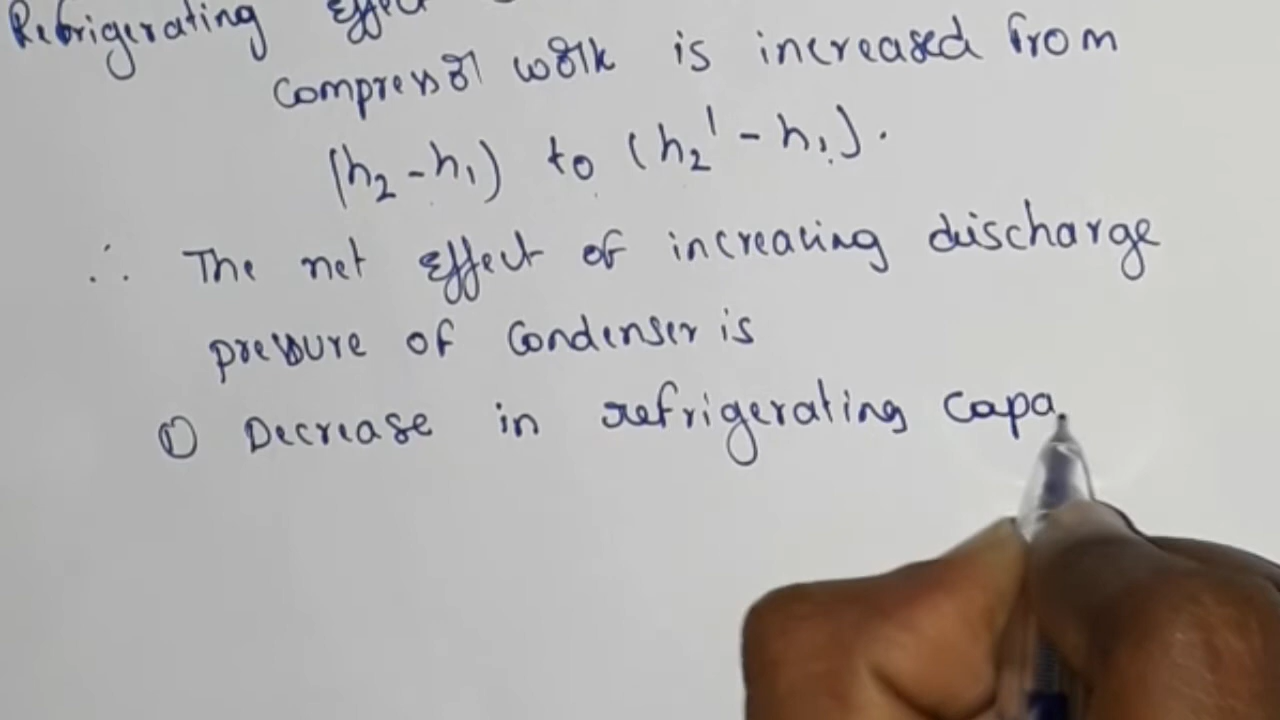 Refrigerating effect
compressor work is increased from
(h₂-h₁) to (h₂'-h₁).
∴ The net Effect of increasing discharge
pressure of Condenser is
① Decrease in refrigerating Capa